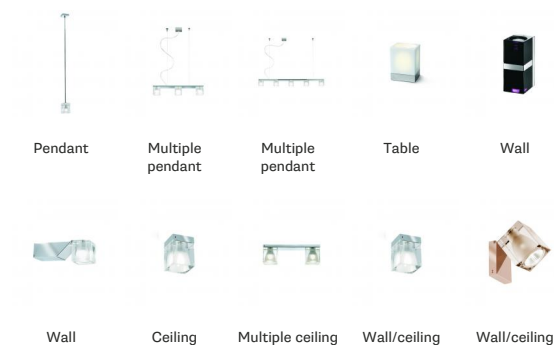 Pendant
Multiple
pendant
Multiple
pendant
Table
Wall
Wall
Ceiling
Multiple ceiling
Wall/ceiling
Wall/ceiling